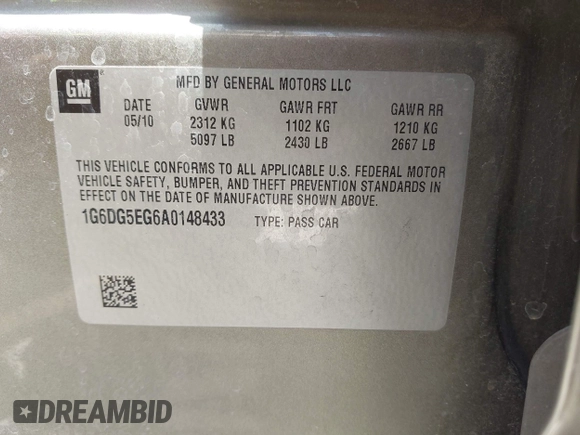 GM
MFD BY GENERAL MOTORS LLC
DATE GVWR GAWR FRT GAWR RR
05/10 2312 KG 1102 KG 1210 KG
5097 LB 2430 LB 2667 LB
THIS VEHICLE CONFORMS TO ALL APPLICABLE U.S. FEDERAL MOTOR
VEHICLE SAFETY, BUMPER, AND THEFT PREVENTION STANDARDS IN
EFFECT ON THE DATE OF MANUFACTURE SHOWN ABOVE.
1G6DG5EG6A0148433 TYPE: PASS CAR
DREAMBID